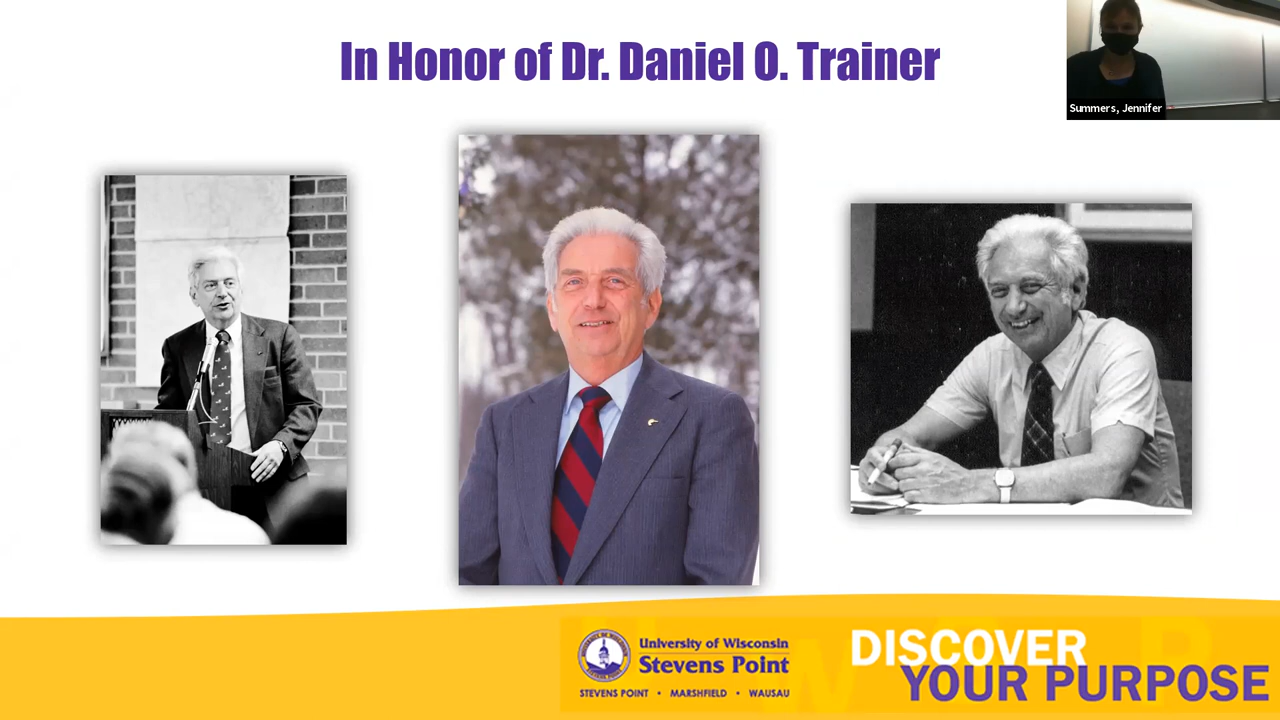 In Honor of Dr. Daniel O. Trainer
Summers, Jennifer
University of Wisconsin
Stevens Point
STEVENS POINT • MARSHFIELD • WAUSAU
DISCOVER
YOUR PURPOSE